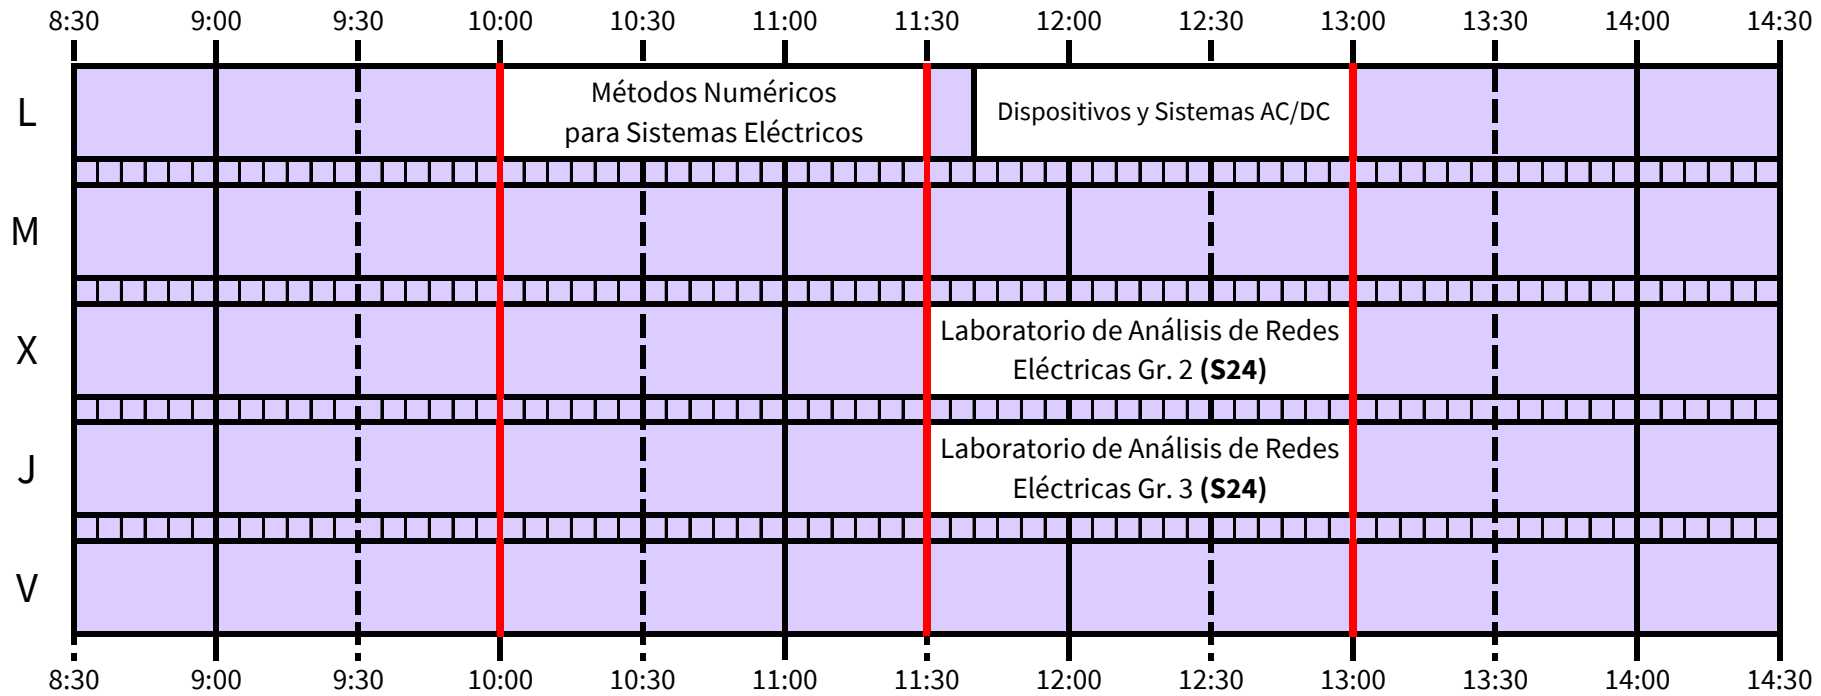 8:30 9:00 9:30 10:00 10:30 11:00 11:30 12:00 12:30 13:00 13:30 14:00 14:30
L
Métodos Numéricos
para Sistemas Eléctricos
Dispositivos y Sistemas AC/DC
M
X
Laboratorio de Análisis de Redes
Eléctricas Gr. 2 (S24)
J
Laboratorio de Análisis de Redes
Eléctricas Gr. 3 (S24)
V
8:30 9:00 9:30 10:00 10:30 11:00 11:30 12:00 12:30 13:00 13:30 14:00 14:30